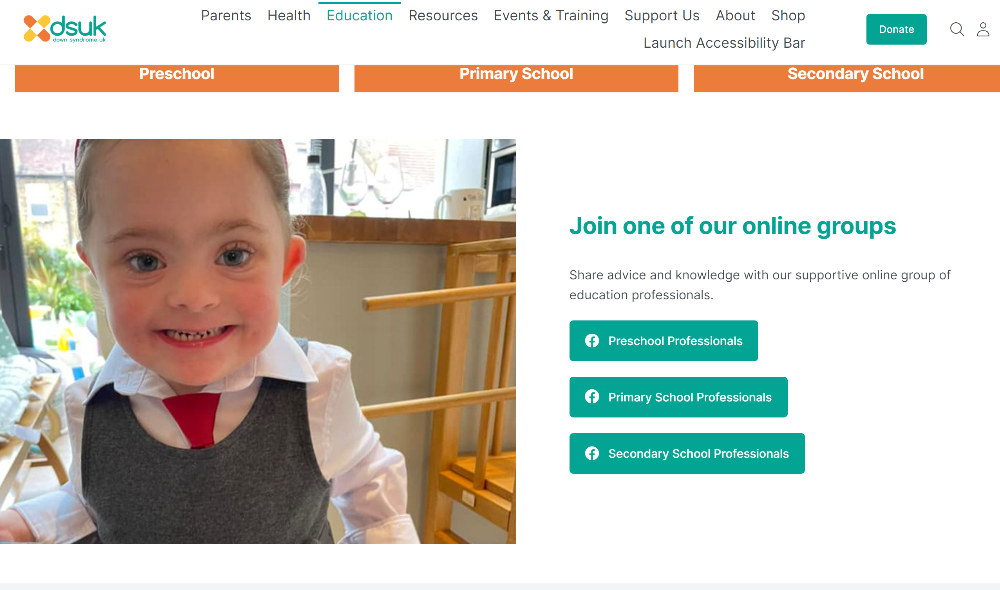 dsuk
down syndrome uk
Parents Health Education Resources Events & Training Support Us About Shop
Launch Accessibility Bar
Donate
Preschool
Primary School
Secondary School
Join one of our online groups
Share advice and knowledge with our supportive online group of
education professionals.
Preschool Professionals
Primary School Professionals
Secondary School Professionals